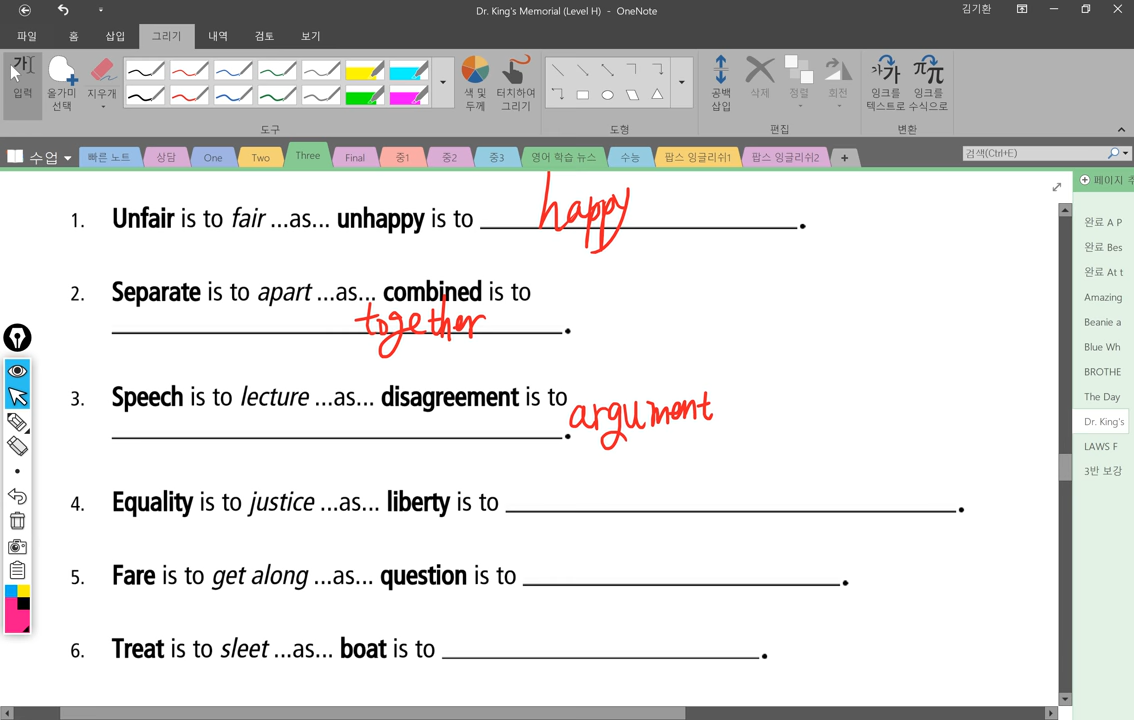 Dr. King's Memorial (Level H) - OneNote
김기환
파일 홈 삽입 그리기 내역 검토 보기
가
입력
올가미 선택
지우개
색 및 두께
터치하여 그리기
공백 삽입
삭제
정렬
회전
잉크를 텍스트로
잉크를 수식으로
도구
도형
편집
변환
수업 빠른 노트 상담 One Two Three Final 중1 중2 중3 영어 학습 뉴스 수능 팝스 잉글리쉬1 팝스 잉글리쉬2 +
검색(Ctrl+E)
페이지 추
1. Unfair is to fair ...as... unhappy is to happy.
2. Separate is to apart ...as... combined is to
together.
3. Speech is to lecture ...as... disagreement is to
argument.
4. Equality is to justice ...as... liberty is to .
5. Fare is to get along ...as... question is to .
6. Treat is to sleet ...as... boat is to .
완료 A P
완료 Bes
완료 At t
Amazing
Beanie a
Blue Wh
BROTHE
The Day
Dr. King's
LAWS F
3반 보강